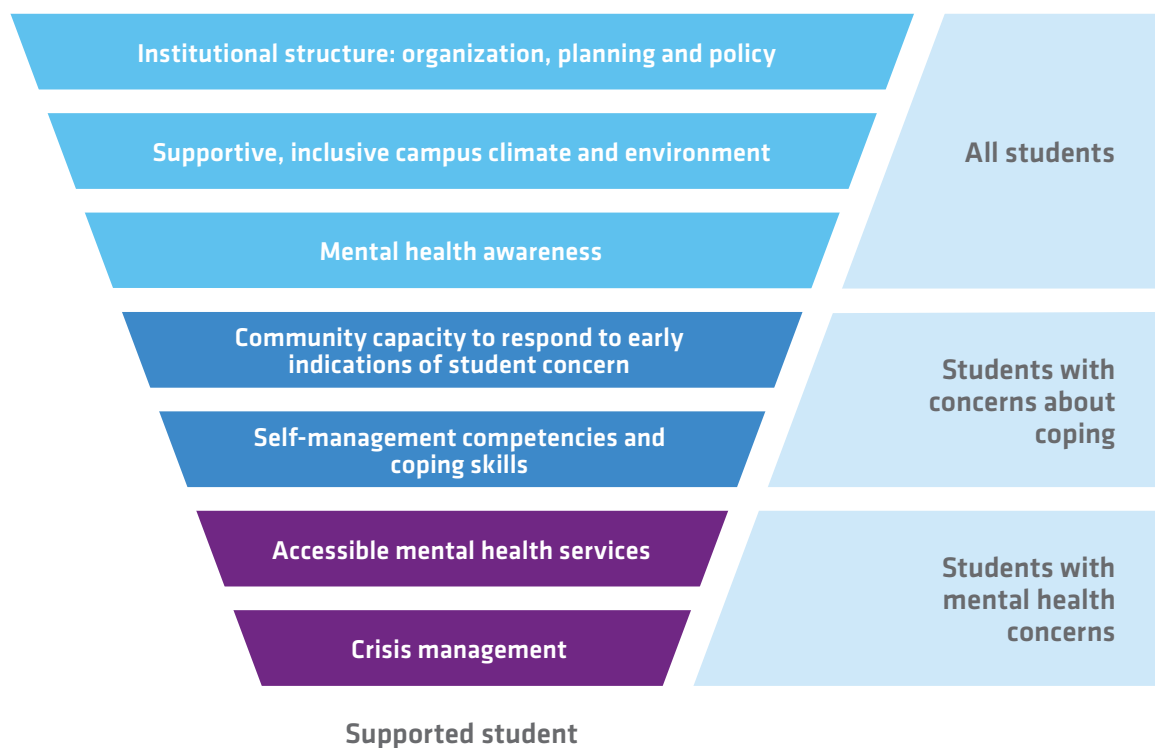 Institutional structure: organization, planning and policy
Supportive, inclusive campus climate and environment
All students
Mental health awareness
Community capacity to respond to early
indications of student concern
Students with
concerns about
coping
Self-management competencies and
coping skills
Accessible mental health services
Students with
mental health
concerns
Crisis management
Supported student